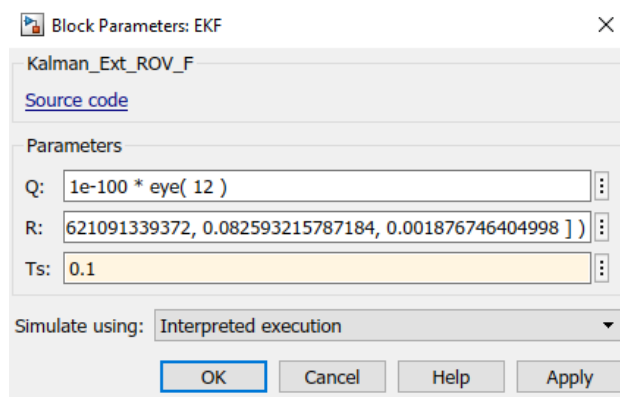 Block Parameters: EKF
Kalman_Ext_ROV_F
Source code
Parameters
Q: 1e-100 * eye( 12 )
R: 621091339372, 0.082593215787184, 0.001876746404998 ] )
Ts: 0.1
Simulate using: Interpreted execution
OK Cancel Help Apply